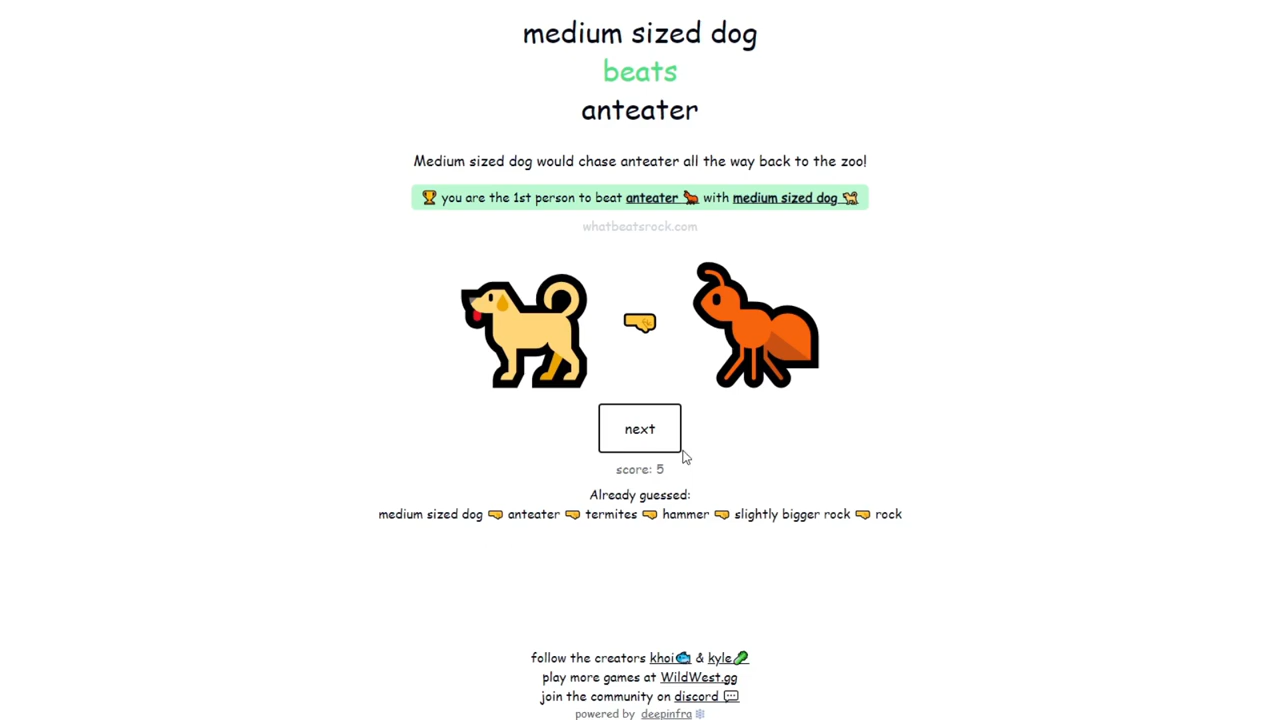 medium sized dog
beats
anteater
Medium sized dog would chase anteater all the way back to the zoo!
🏆 you are the 1st person to beat anteater 🐜 with medium sized dog 🐕
whatbeatsrock.com
next
score: 5
Already guessed:
medium sized dog 🤜 anteater 🤜 termites 🤜 hammer 🤜 slightly bigger rock 🤜 rock
follow the creators khoi🐟 & kyle🥒
play more games at WildWest.gg
join the community on discord 💬
powered by deepinfra ⚛️